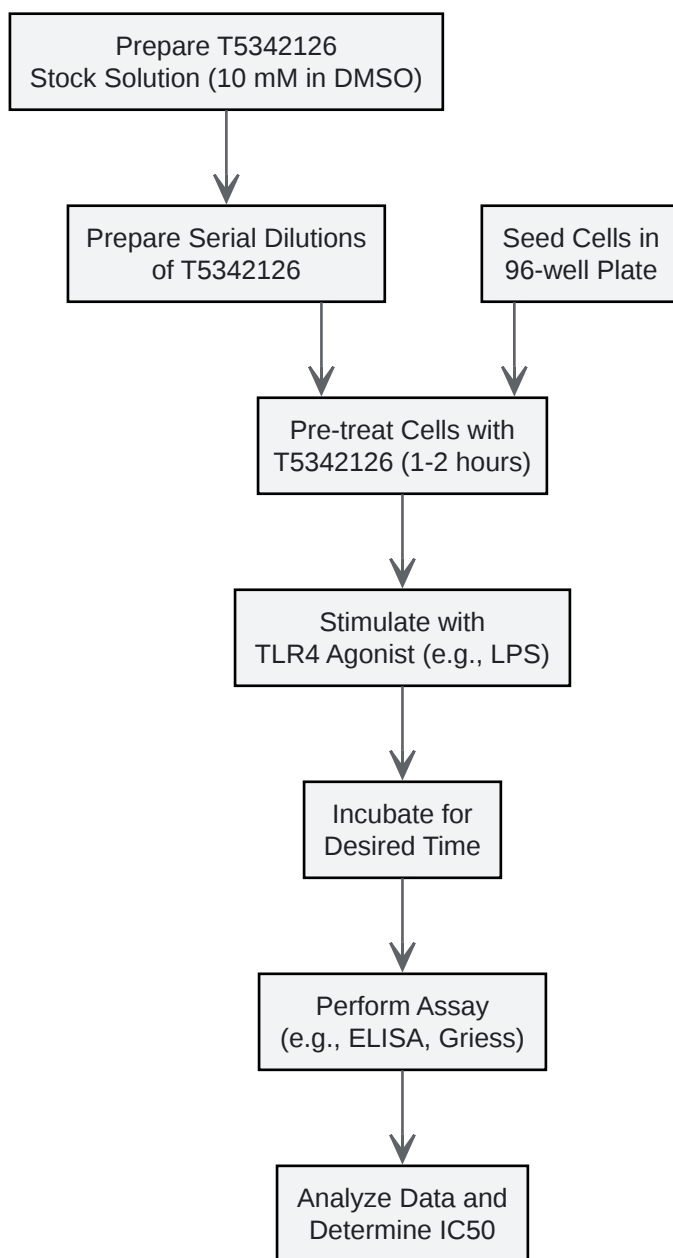 Prepare T5342126
Stock Solution (10 mM in DMSO)
Prepare Serial Dilutions
of T5342126
Seed Cells in
96-well Plate
Pre-treat Cells with
T5342126 (1-2 hours)
Stimulate with
TLR4 Agonist (e.g., LPS)
Incubate for
Desired Time
Perform Assay
(e.g., ELISA, Griess)
Analyze Data and
Determine IC50